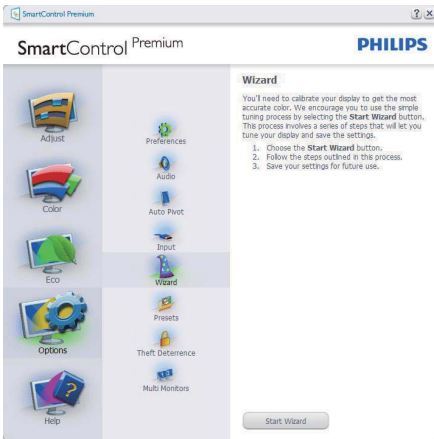 SmartControl Premium
? x
SmartControl Premium
PHILIPS
Adjust
Color
Eco
Options
Help
Preferences
Audio
Auto Pivot
Input
Wizard
Presets
Theft Deterrence
Multi Monitors
Wizard
You'll need to calibrate your display to get the most
accurate color. We encourage you to use the simple
tuning process by selecting the Start Wizard button.
This process involves a series of steps that will let you
tune your display and save the settings.
1. Choose the Start Wizard button.
2. Follow the steps outlined in this process.
3. Save your settings for future use.
Start Wizard